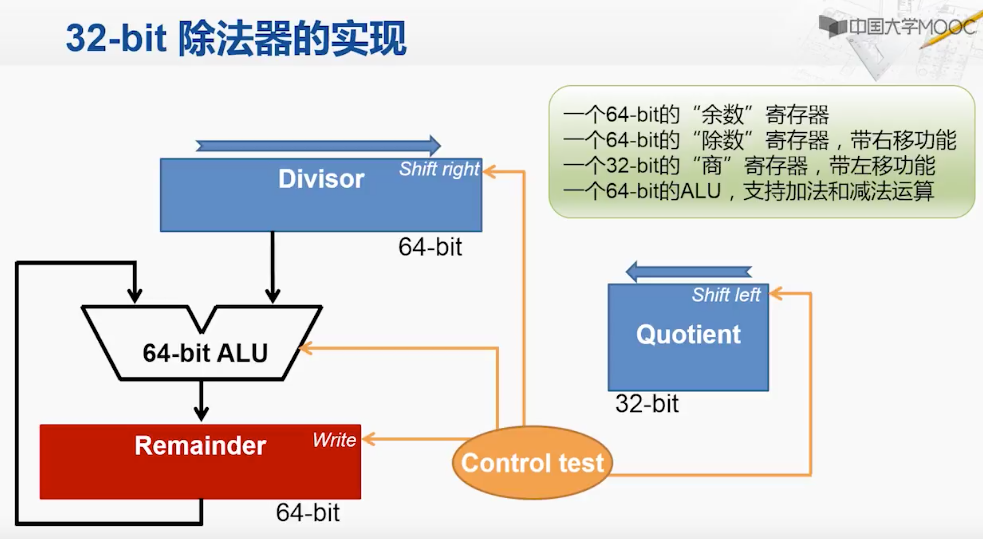 32-bit 除法器的实现
中国大学MOOC
一个64-bit的“余数”寄存器
一个64-bit的“除数”寄存器，带右移功能
一个32-bit的“商”寄存器，带左移功能
一个64-bit的ALU，支持加法和减法运算
Shift right
Divisor
64-bit
Shift left
Quotient
32-bit
64-bit ALU
Remainder
Write
64-bit
Control test